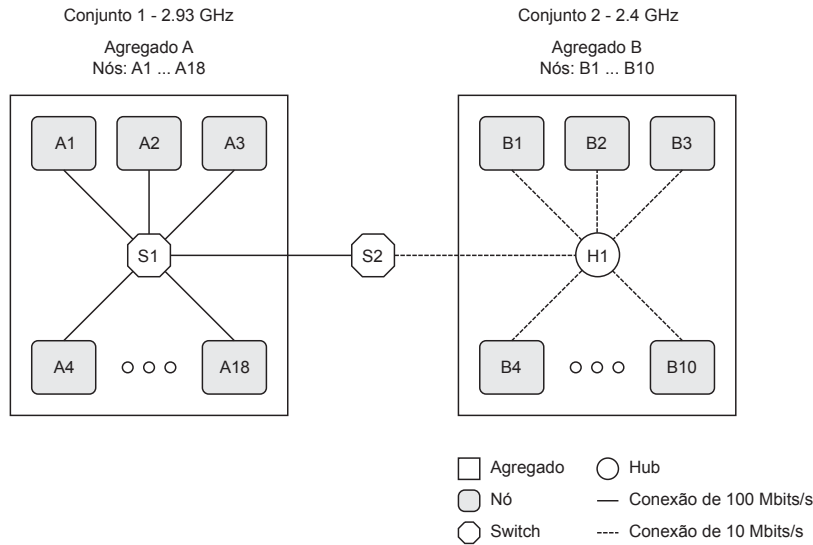 Conjunto 1 - 2.93 GHz
Agregado A
Nós: A1 ... A18
A1
A2
A3
S1
A4
A18
S2
Conjunto 2 - 2.4 GHz
Agregado B
Nós: B1 ... B10
B1
B2
B3
H1
B4
B10
Agregado
Hub
Nó
Conexão de 100 Mbits/s
Switch
Conexão de 10 Mbits/s